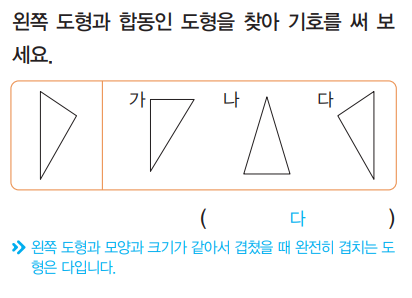 왼쪽 도형과 합동인 도형을 찾아 기호를 써 보
세요.
가 나 다
( 다 )
왼쪽 도형과 모양과 크기가 같아서 겹쳤을 때 완전히 겹치는 도
형은 다입니다.